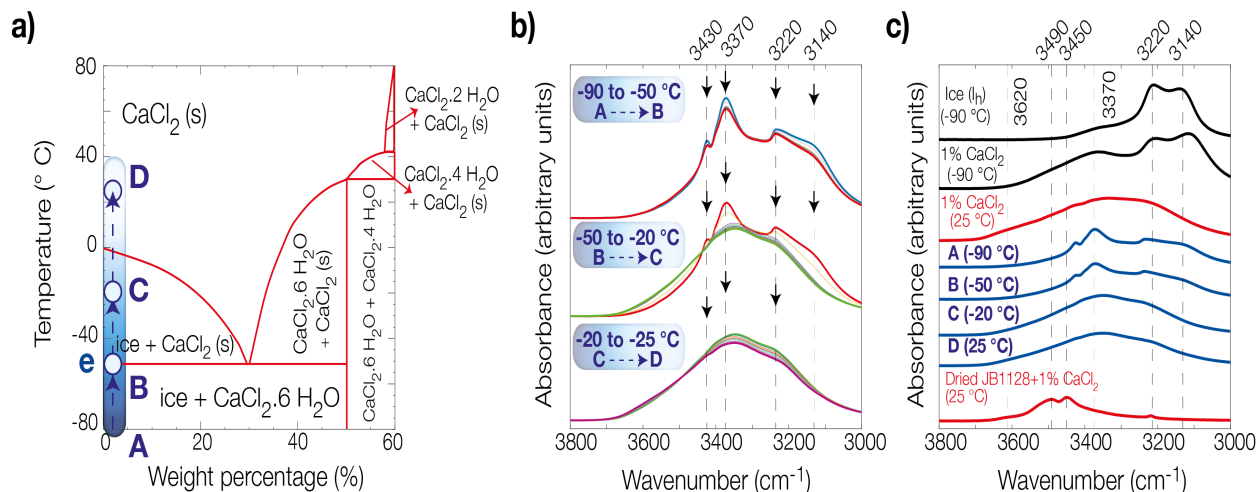 a)
80
40
0
-40
-80
Temperature (° C)
0
20
40
60
Weight percentage (%)
CaCl2 (s)
CaCl2.2 H2O
+ CaCl2 (s)
CaCl2.4 H2O
+ CaCl2 (s)
CaCl2.6 H2O
+ CaCl2 (s)
CaCl2.6 H2O + CaCl2.4 H2O
ice + CaCl2 (s)
ice + CaCl2.6 H2O
D
C
e
B
A
b)
3430
3370
3220
3140
Absorbance (arbitrary units)
-90 to -50 °C
A ----> B
-50 to -20 °C
B ----> C
-20 to -25 °C
C ----> D
3800
3600
3400
3200
3000
Wavenumber (cm-1)
c)
3490
3450
3220
3140
3620
3370
Absorbance (arbitrary units)
Ice (Ih)
(-90 °C)
1% CaCl2
(-90 °C)
1% CaCl2
(25 °C)
A (-90 °C)
B (-50 °C)
C (-20 °C)
D (25 °C)
Dried JB1128+1% CaCl2
(25 °C)
3800
3600
3400
3200
3000
Wavenumber (cm-1)